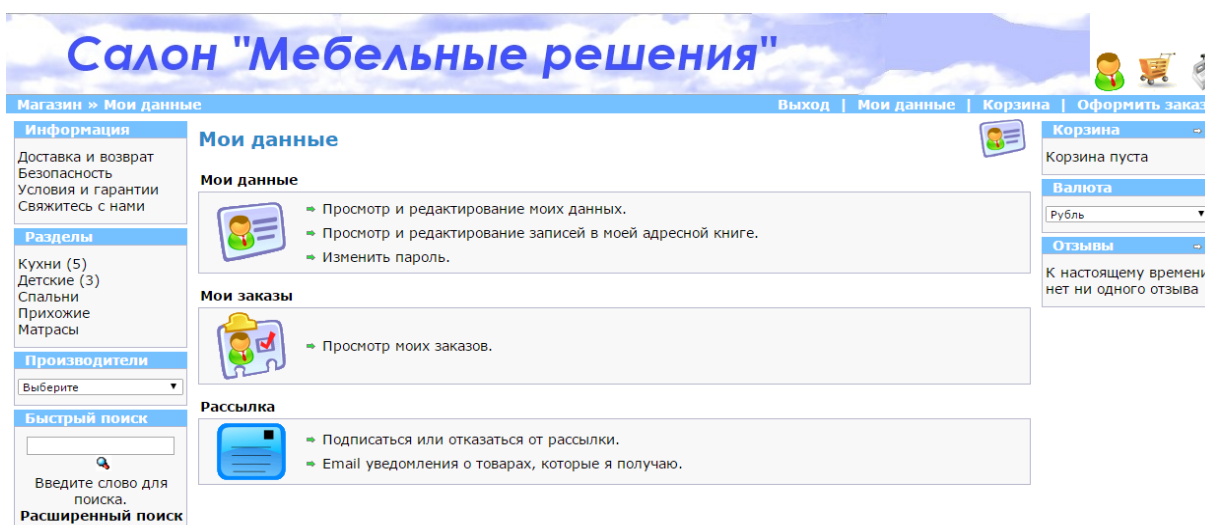 Салон "Мебельные решения"
Магазин » Мои данные
Выход | Мои данные | Корзина | Оформить заказ
Информация
Доставка и возврат
Безопасность
Условия и гарантии
Свяжитесь с нами
Разделы
Кухни (5)
Детские (3)
Спальни
Прихожие
Матрасы
Производители
Выберите
Быстрый поиск
Введите слово для
поиска.
Расширенный поиск
Мои данные
Мои данные
Просмотр и редактирование моих данных.
Просмотр и редактирование записей в моей адресной книге.
Изменить пароль.
Мои заказы
Просмотр моих заказов.
Рассылка
Подписаться или отказаться от рассылки.
Email уведомления о товарах, которые я получаю.
Корзина
Корзина пуста
Валюта
Рубль
Отзывы
К настоящему времени
нет ни одного отзыва